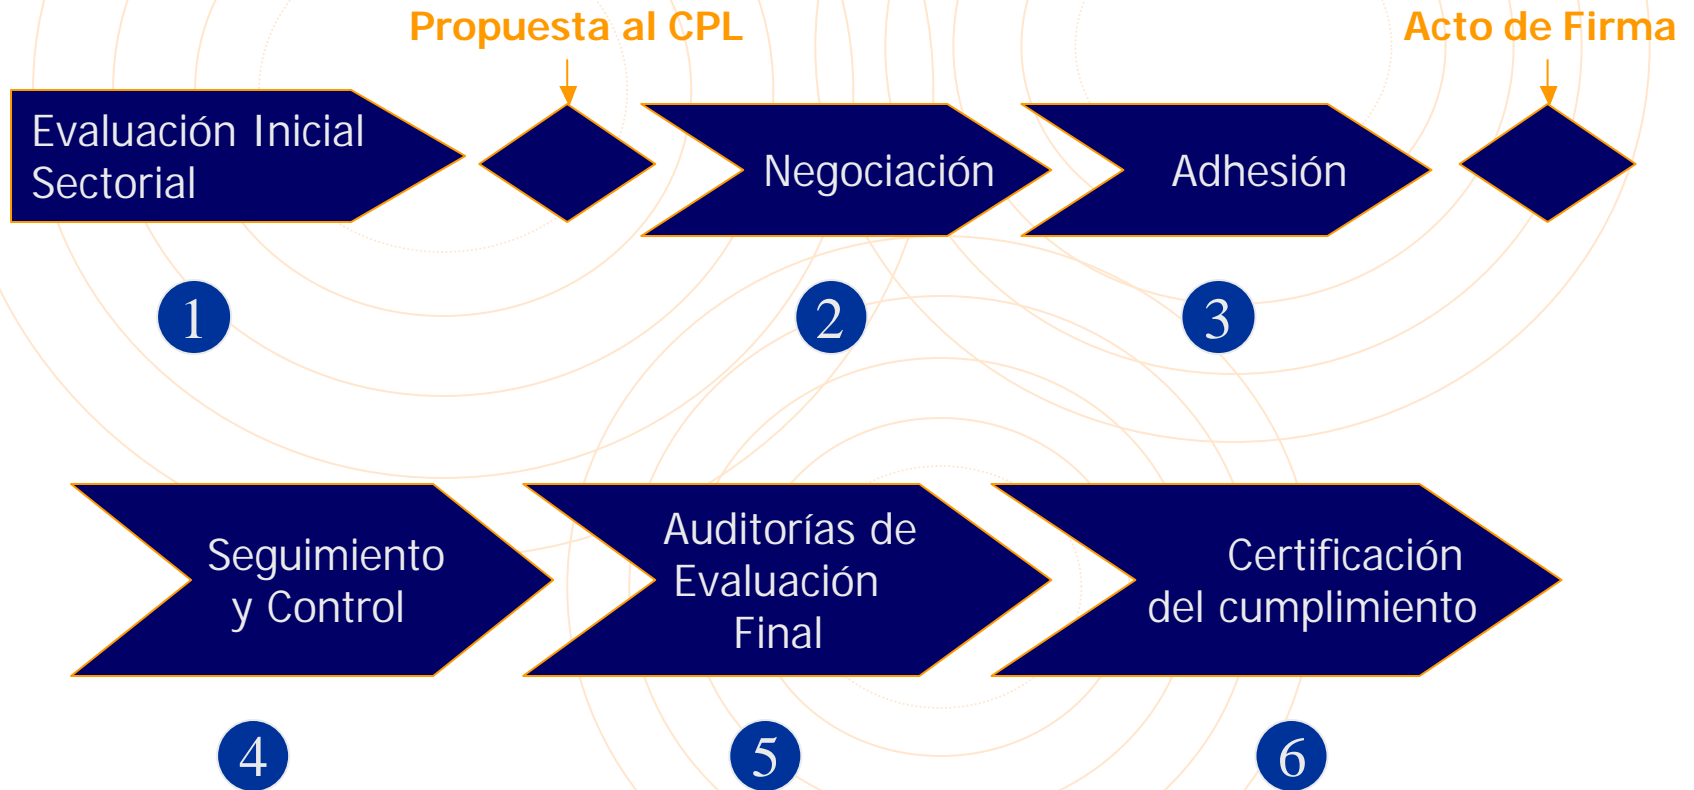 Propuesta al CPL
Acto de Firma
Evaluación Inicial
Sectorial
Negociación
Adhesión
1
2
3
Seguimiento
y Control
Auditorías de
Evaluación
Final
Certificación
del cumplimiento
4
5
6